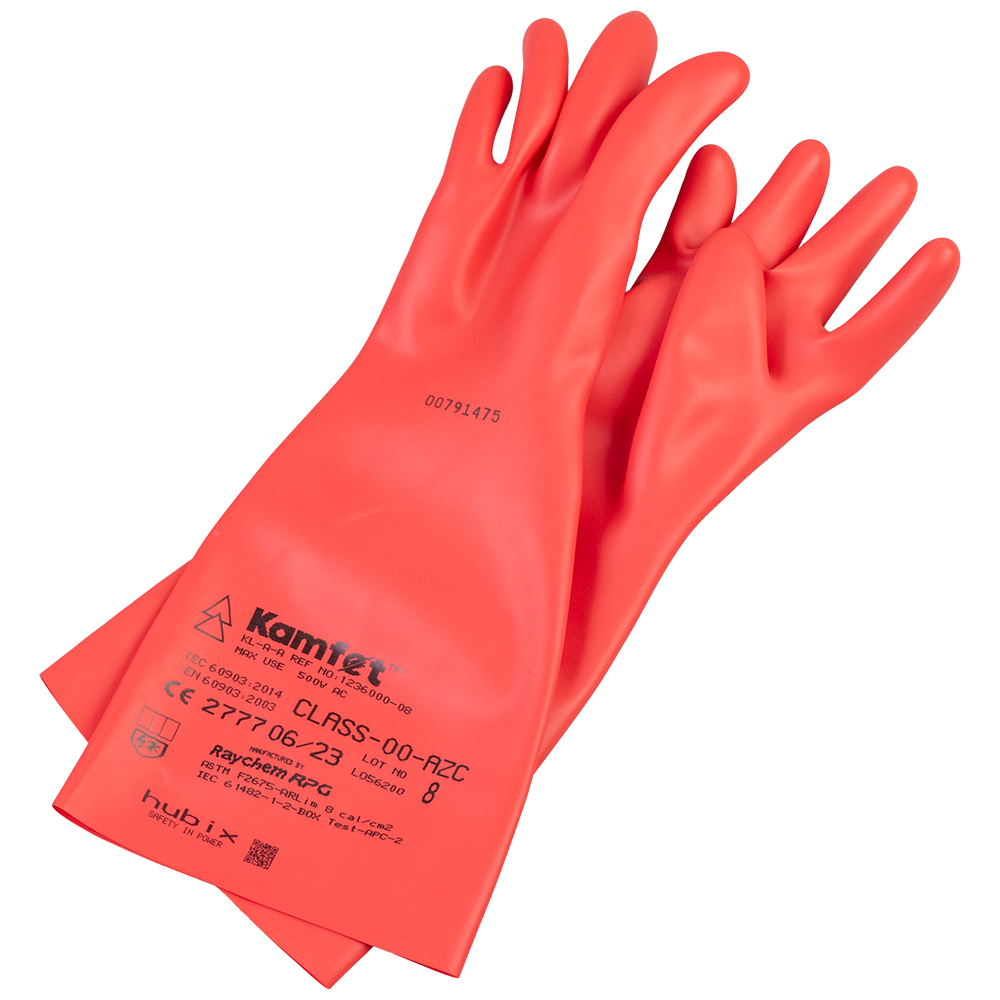 00791475
Kamfet™
KL-A-A REF NO:1236000-08
MAX USE 500V AC
IEC 60903:2014
EN 60903:2003
CLASS-00-AZC
CE 2777 06/23
LOT NO
L056200
8
MANUFACTURED BY
Raychem RPG
ASTM F2675-ARLim 8 cal/cm2
IEC 61482-1-2-BOX Test-APC-2
hubix
SAFETY IN POWER